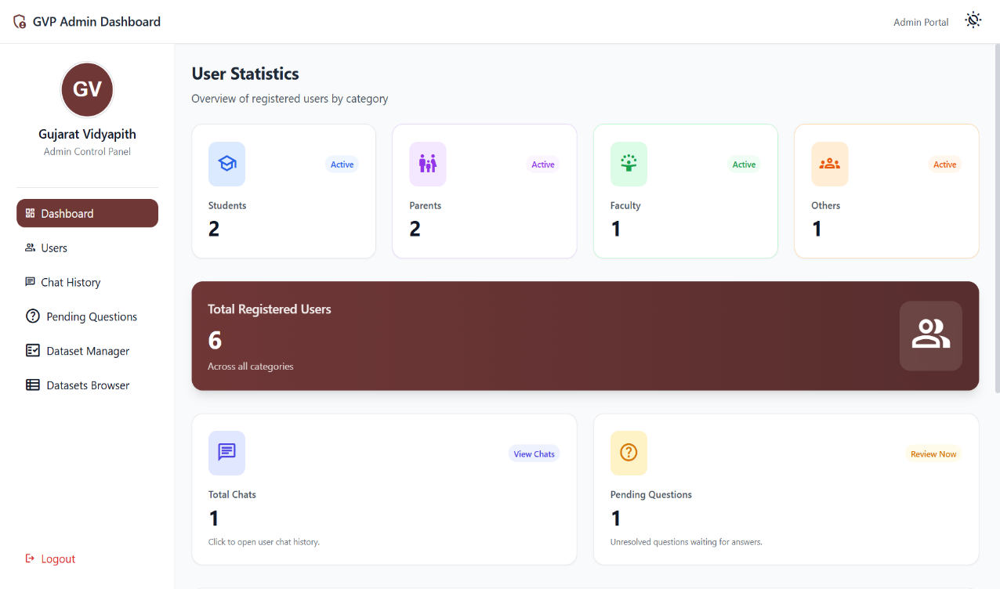 GVP Admin Dashboard
Admin Portal
GV
Gujarat Vidyapith
Admin Control Panel
Dashboard
Users
Chat History
Pending Questions
Dataset Manager
Datasets Browser
Logout
User Statistics
Overview of registered users by category
Active
Students
2
Active
Parents
2
Active
Faculty
1
Active
Others
1
Total Registered Users
6
Across all categories
View Chats
Total Chats
1
Click to open user chat history.
Review Now
Pending Questions
1
Unresolved questions waiting for answers.